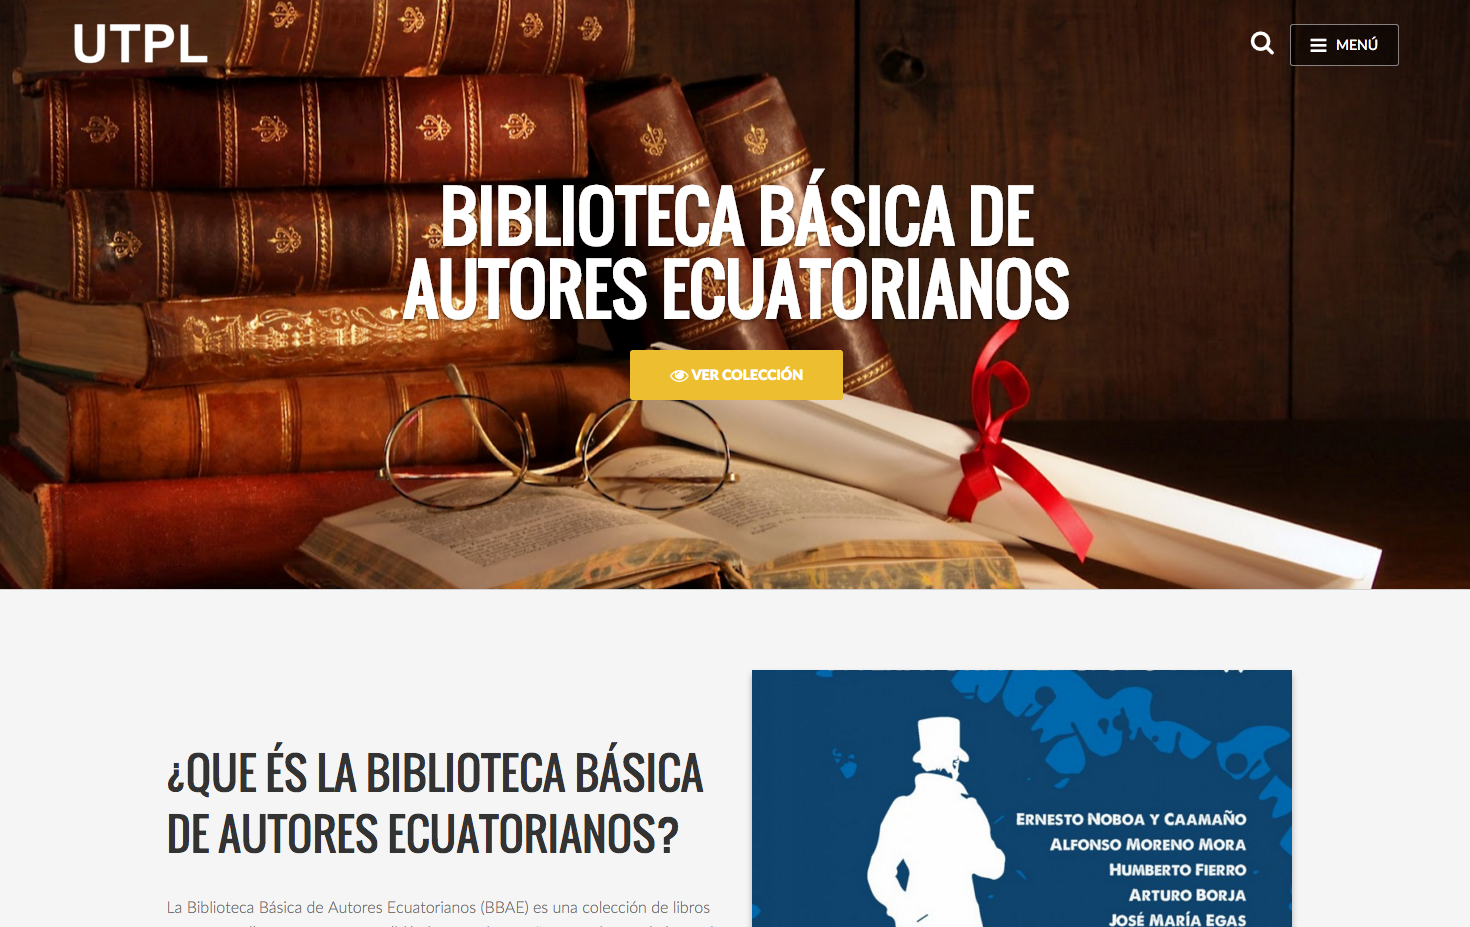 UTPL
MENÚ
BIBLIOTECA BÁSICA DE
AUTORES ECUATORIANOS
VER COLECCIÓN
¿QUE ÉS LA BIBLIOTECA BÁSICA
DE AUTORES ECUATORIANOS?
La Biblioteca Básica de Autores Ecuatorianos (BBAE) es una colección de libros
ERNESTO NOBOA Y CAAMAÑO
ALFONSO MORENO MORA
HUMBERTO FIERRO
ARTURO BORJA
JOSÉ MARÍA EGAS